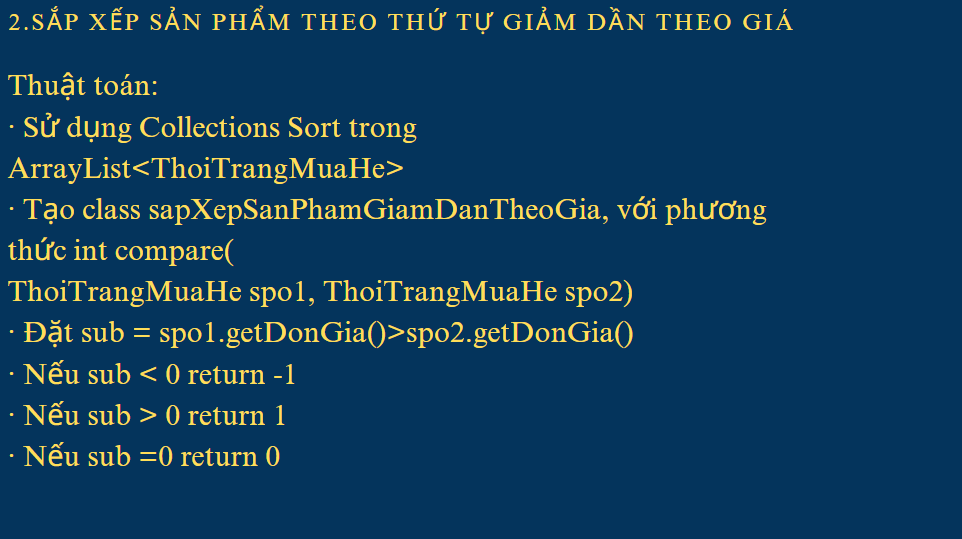 2.SẮP XẾP SẢN PHẨM THEO THỨ TỰ GIẢM DẦN THEO GIÁ
Thuật toán:
· Sử dụng Collections Sort trong
ArrayList<ThoiTrangMuaHe>
· Tạo class sapXepSanPhamGiamDanTheoGia, với phương
thức int compare(
ThoiTrangMuaHe spo1, ThoiTrangMuaHe spo2)
· Đặt sub = spo1.getDonGia()>spo2.getDonGia()
· Nếu sub < 0 return -1
· Nếu sub > 0 return 1
· Nếu sub =0 return 0